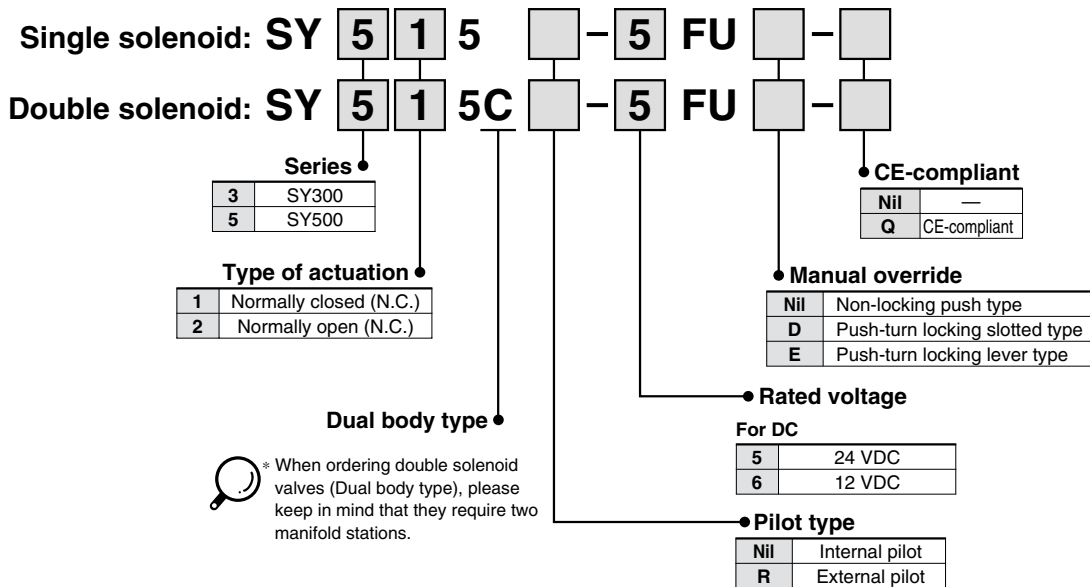 Single solenoid: SY 5 1 5 – 5 FU –
Double solenoid: SY 5 1 5C – 5 FU –
Series
3 SY300
5 SY500
CE-compliant
Nil —
Q CE-compliant
Type of actuation
1 Normally closed (N.C.)
2 Normally open (N.C.)
Manual override
Nil Non-locking push type
D Push-turn locking slotted type
E Push-turn locking lever type
Dual body type
* When ordering double solenoid
valves (Dual body type), please
keep in mind that they require two
manifold stations.
Rated voltage
For DC
5 24 VDC
6 12 VDC
Pilot type
Nil Internal pilot
R External pilot